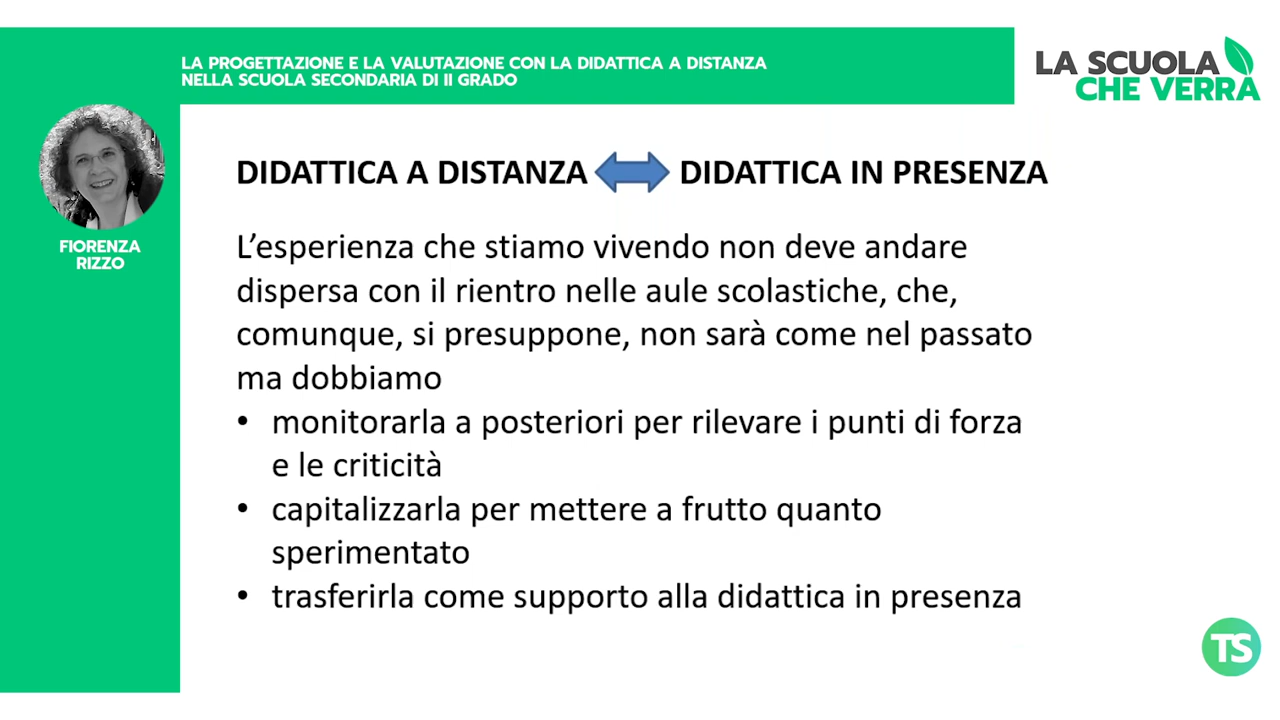 LA PROGETTAZIONE E LA VALUTAZIONE CON LA DIDATTICA A DISTANZA
NELLA SCUOLA SECONDARIA DI II GRADO
LA SCUOLA
CHE VERRÀ
FIORENZA
RIZZO
DIDATTICA A DISTANZA DIDATTICA IN PRESENZA
L’esperienza che stiamo vivendo non deve andare
dispersa con il rientro nelle aule scolastiche, che,
comunque, si presuppone, non sarà come nel passato
ma dobbiamo
• monitorarla a posteriori per rilevare i punti di forza
e le criticità
• capitalizzarla per mettere a frutto quanto
sperimentato
• trasferirla come supporto alla didattica in presenza
TS